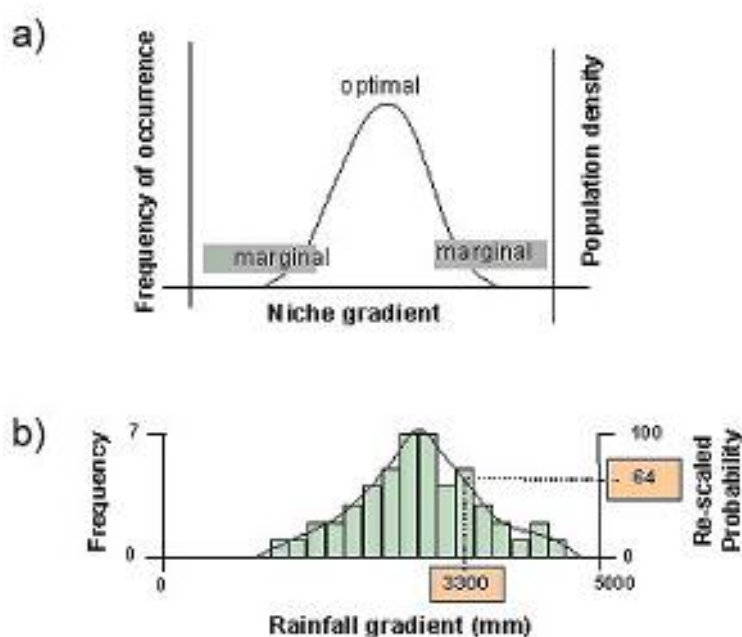 a)
Frequency of occurrence
optimal
marginal
marginal
Population density
Niche gradient
b)
Frequency
7
0
100
64
0
Re-scaled
Probability
0
3300
5000
Rainfall gradient (mm)